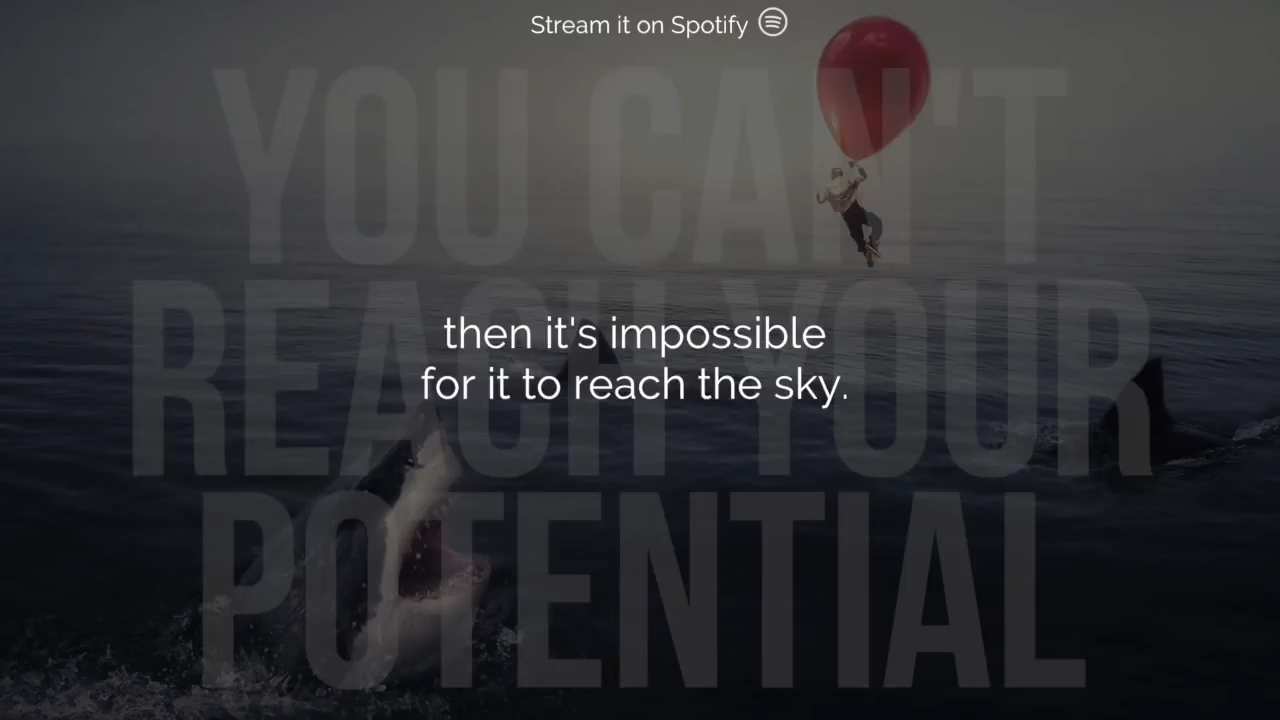 Stream it on Spotify
YOU CAN'T
REACH YOUR
POTENTIAL
then it's impossible
for it to reach the sky.